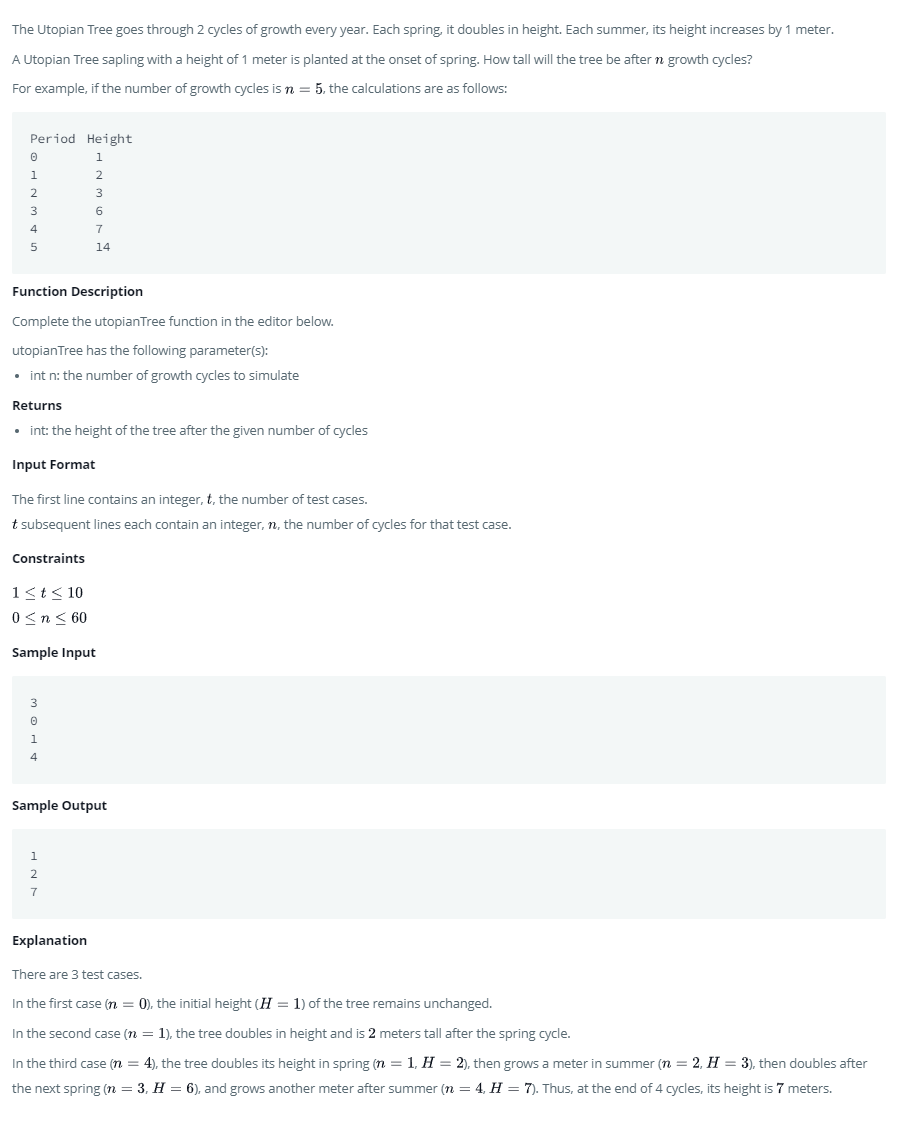 The Utopian Tree goes through 2 cycles of growth every year. Each spring, it doubles in height. Each summer, its height increases by 1 meter.
A Utopian Tree sapling with a height of 1 meter is planted at the onset of spring. How tall will the tree be after n growth cycles?
For example, if the number of growth cycles is n = 5, the calculations are as follows:
Period Height
0 1
1 2
2 3
3 6
4 7
5 14
Function Description
Complete the utopianTree function in the editor below.
utopianTree has the following parameter(s):
• int n: the number of growth cycles to simulate
Returns
• int: the height of the tree after the given number of cycles
Input Format
The first line contains an integer, t, the number of test cases.
t subsequent lines each contain an integer, n, the number of cycles for that test case.
Constraints
1 ≤ t ≤ 10
0 ≤ n ≤ 60
Sample Input
3
0
1
4
Sample Output
1
2
7
Explanation
There are 3 test cases.
In the first case (n = 0), the initial height (H = 1) of the tree remains unchanged.
In the second case (n = 1), the tree doubles in height and is 2 meters tall after the spring cycle.
In the third case (n = 4), the tree doubles its height in spring (n = 1, H = 2), then grows a meter in summer (n = 2, H = 3), then doubles after
the next spring (n = 3, H = 6), and grows another meter after summer (n = 4, H = 7). Thus, at the end of 4 cycles, its height is 7 meters.